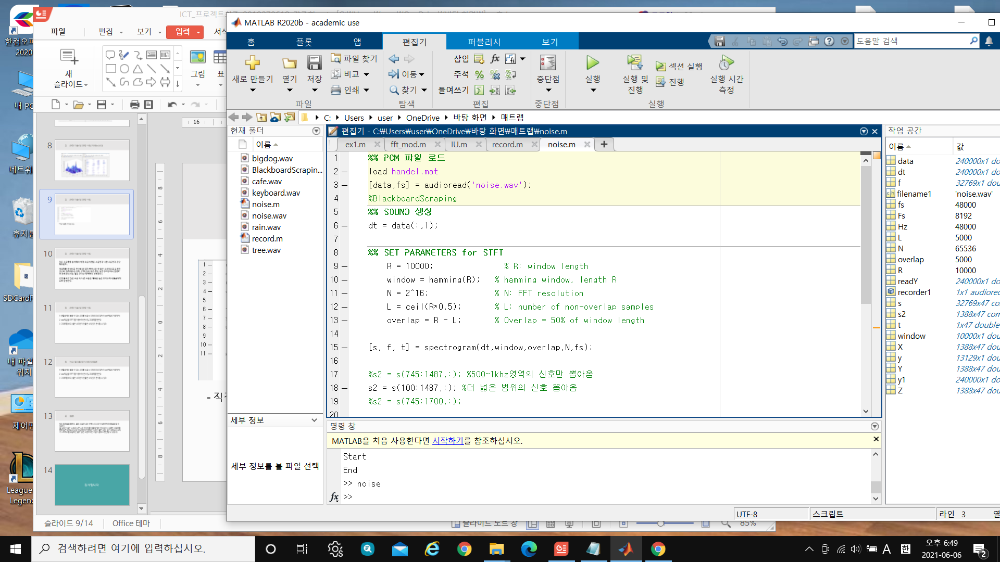 한컴오피
2020
내 PC
네트워
휴지통
SDCardF
내 파일
위치
제어판
League
Legend
파일
편집
보기
입력
서식
새
슬라이드
그림
표
16
8
9
10
11
12
13
14
- 직
슬라이드 9/14
Office 테마
슬라이드 노트 창
85%
MATLAB R2020b - academic use
홈
플롯
앱
편집기
퍼블리시
보기
도움말 검색
새로 만들기
열기
저장
파일 찾기
비교
인쇄
파일
이동
찾기
탐색
삽입
주석
들여쓰기
편집
중단점
중단점
실행
실행 및
진행
섹션 실행
진행
실행 시간
측정
실행
C:
Users
user
OneDrive
바탕 화면
매트랩
현재 폴더
이름
bigdog.wav
BlackboardScrapin...
cafe.wav
keyboard.wav
noise.m
noise.wav
rain.wav
record.m
tree.wav
세부 정보
세부 정보를 볼 파일 선택
편집기 - C:₩Users₩user₩OneDrive₩바탕 화면₩매트랩₩noise.m
ex1.m
fft_mod.m
IU.m
record.m
noise.m
1 %% PCM 파일 로드
2 load handel.mat
3 [data,fs] = audioread('noise.wav');
4 %BlackboardScraping
5 %% SOUND 생성
6 dt = data(:,1);
7
8 %% SET PARAMETERS for STFT
9 R = 10000; % R: window length
10 window = hamming(R); % hamming window, length R
11 N = 2^16; % N: FFT resolution
12 L = ceil(R*0.5); % L: number of non-overlap samples
13 overlap = R - L; % Overlap = 50% of window length
14
15 [s, f, t] = spectrogram(dt,window,overlap,N,fs);
16
17 %s2 = s(745:1487,:); %500~1khz영역의 신호만 뽑아옴
18 s2 = s(100:1487,:); %더 넓은 범위의 신호 뽑아옴
19 %s2 = s(745:1700,:);
20
명령 창
MATLAB을 처음 사용한다면 시작하기를 참조하십시오.
Start
End
>> noise
fx >>
작업 공간
이름 값
data 240000x1 do
dt 240000x1 do
f 32769x1 dou
filename1 'noise.wav'
fs 48000
Fs 8192
Hz 48000
L 5000
N 65536
overlap 5000
R 10000
readY 240000x1 do
recorder1 1x1 audiorec
s 32769x47 con
s2 1388x47 com
t 1x47 double
window 10000x1 dou
X 1388x47 dou
y 13129x1 dou
Y 1388x47 dou
y1 240000x1 do
Z 1388x47 dou
UTF-8
스크립트
라인 3
열
검색하려면 여기에 입력하십시오.
A
한
오후 6:49
2021-06-06
2